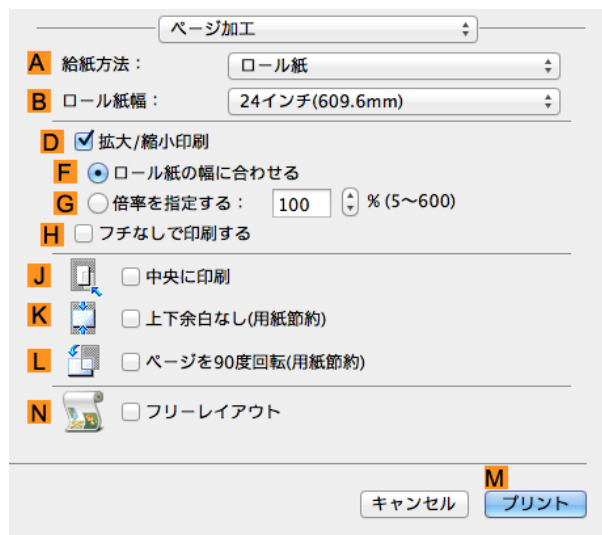 ページ加工
A 給紙方法： ロール紙
B ロール紙幅： 24インチ(609.6mm)
D 拡大/縮小印刷
F ロール紙の幅に合わせる
G 倍率を指定する： 100 % (5〜600)
H フチなしで印刷する
J 中央に印刷
K 上下余白なし(用紙節約)
L ページを90度回転(用紙節約)
N フリーレイアウト
M
キャンセル プリント